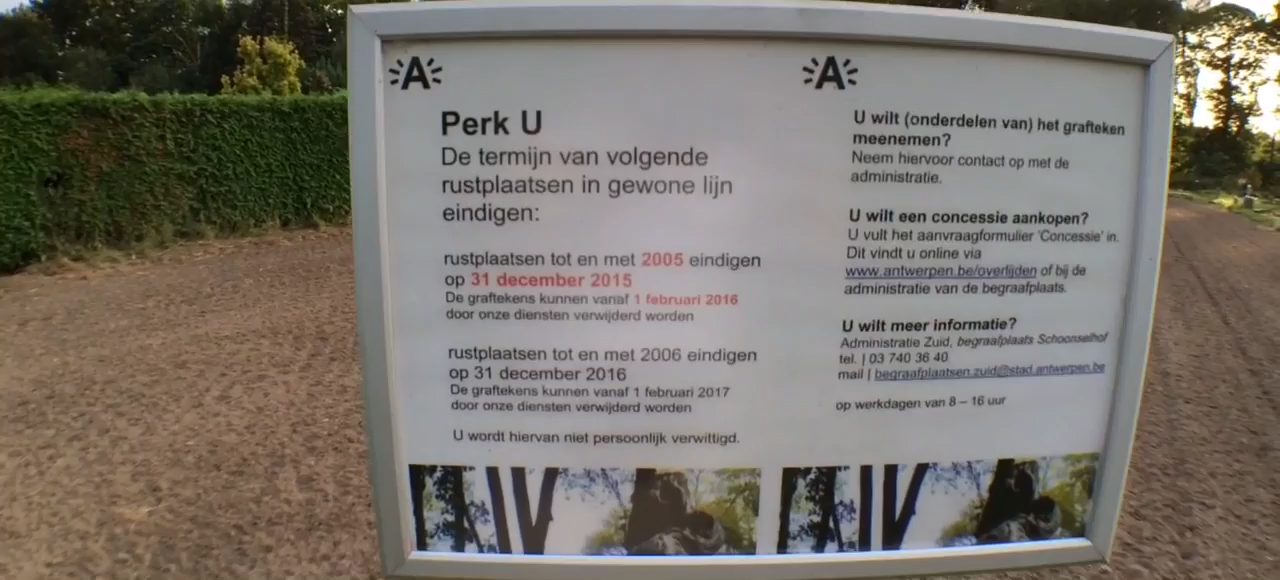 A
Perk U
De termijn van volgende
rustplaatsen in gewone lijn
eindigen:
rustplaatsen tot en met 2005 eindigen
op 31 december 2015
De graftekens kunnen vanaf 1 februari 2016
door onze diensten verwijderd worden
rustplaatsen tot en met 2006 eindigen
op 31 december 2016
De graftekens kunnen vanaf 1 februari 2017
door onze diensten verwijderd worden
U wordt hiervan niet persoonlijk verwittigd.
A
U wilt (onderdelen van) het grafteken
meenemen?
Neem hiervoor contact op met de
administratie.
U wilt een concessie aankopen?
U vult het aanvraagformulier 'Concessie' in.
Dit vindt u online via
www.antwerpen.be/overlijden of bij de
administratie van de begraafplaats.
U wilt meer informatie?
Administratie Zuid, begraafplaats Schoonselhof
tel. | 03 740 36 40
mail | begraafplaatsen.zuid@stad.antwerpen.be
op werkdagen van 8 – 16 uur